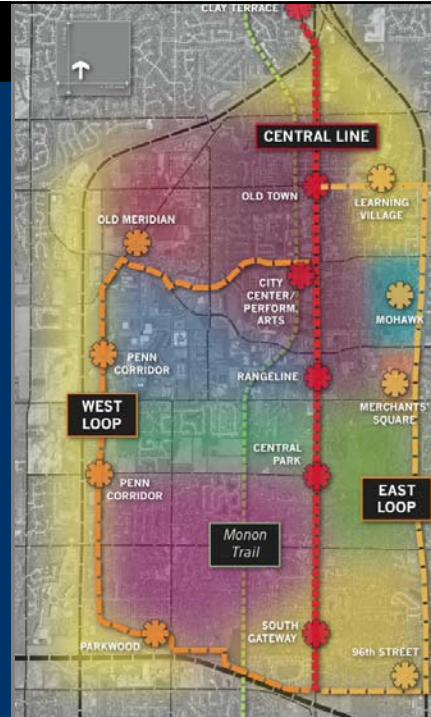 CLAY TERRACE
CENTRAL LINE
OLD TOWN
LEARNING
VILLAGE
OLD MERIDIAN
CITY
CENTER/
PERFORM.
ARTS
MOHAWK
PENN
CORRIDOR
RANGELINE
MERCHANTS'
SQUARE
WEST
LOOP
CENTRAL
PARK
PENN
CORRIDOR
EAST
LOOP
Monon
Trail
SOUTH
GATEWAY
PARKWOOD
96th STREET